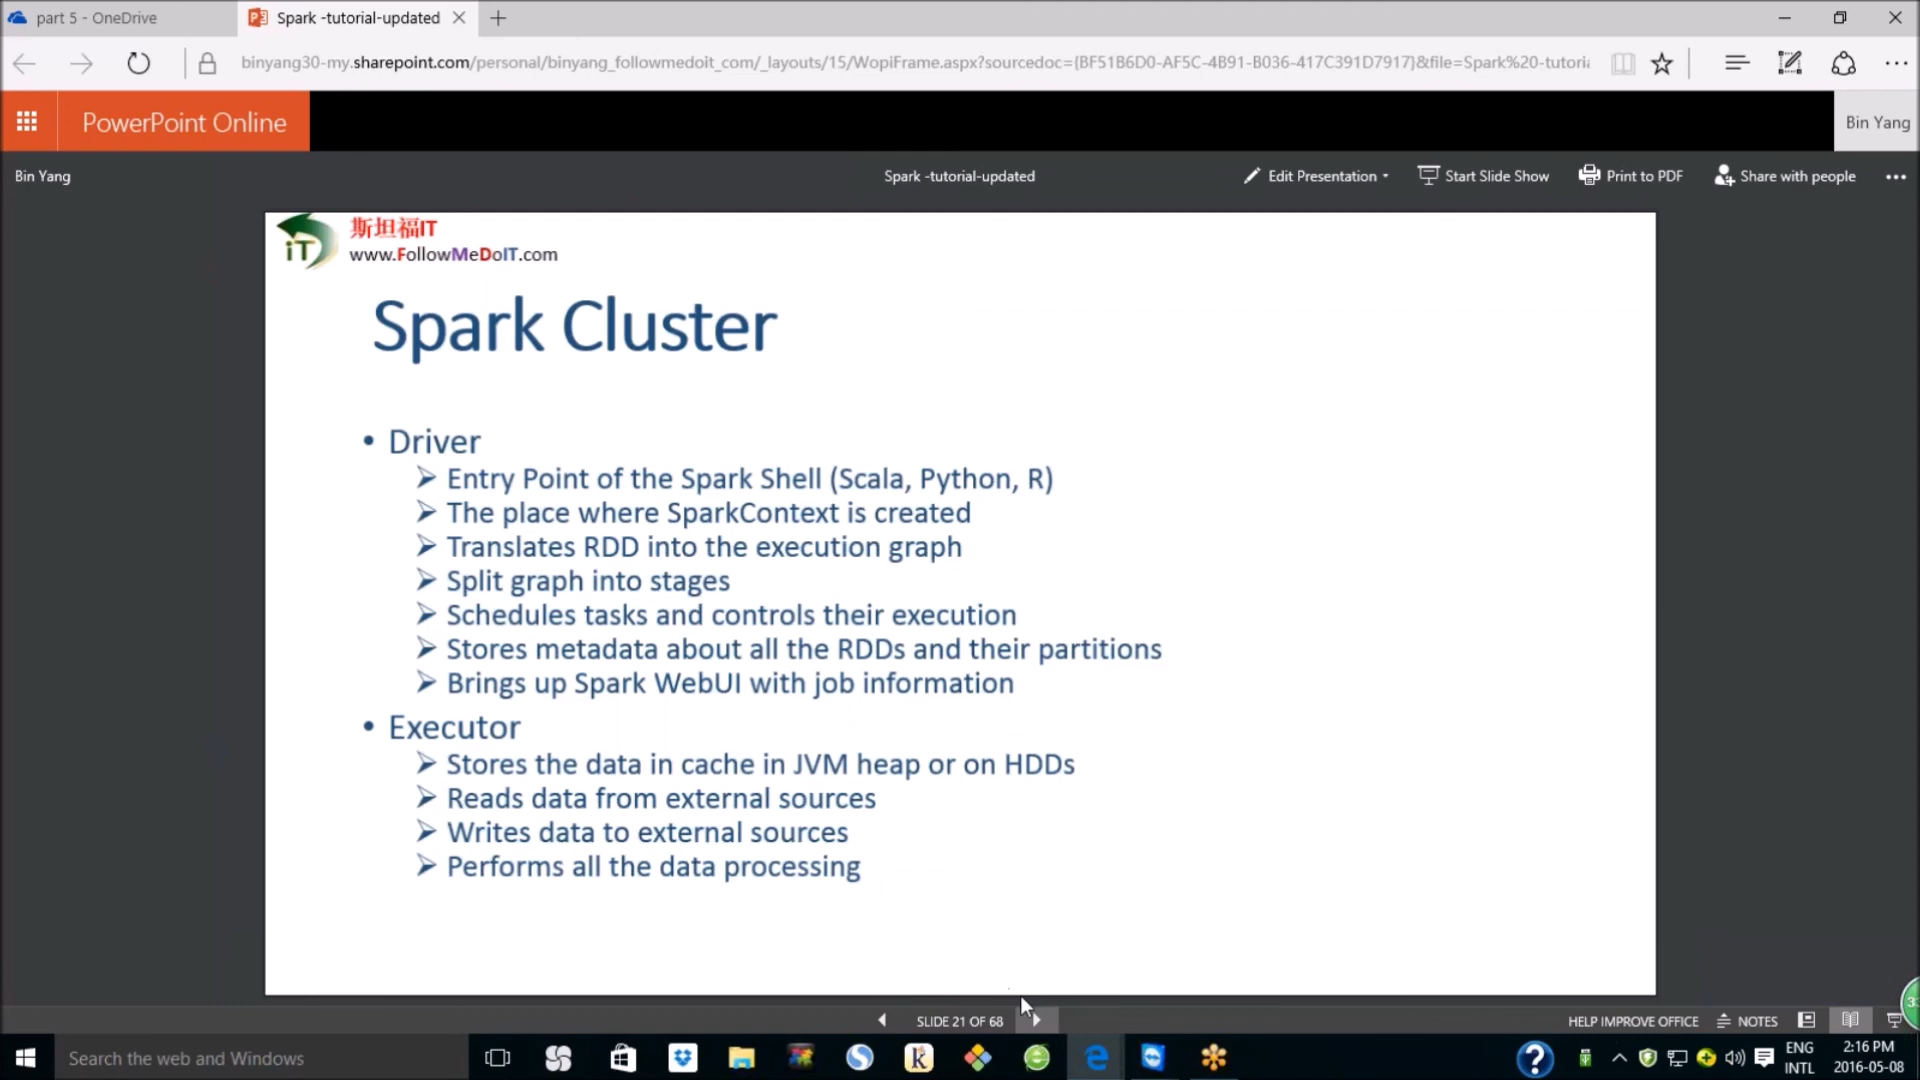 part 5 - OneDrive
Spark -tutorial-updated
binyang30-my.sharepoint.com/personal/binyang_followmedoit_com/_layouts/15/WopiFrame.aspx?sourcedoc={BF51B6D0-AF5C-4B91-B036-417C391D7917}&file=Spark%20-tutoria
PowerPoint Online
Bin Yang
Bin Yang
Spark -tutorial-updated
Edit Presentation
Start Slide Show
Print to PDF
Share with people
iT
斯坦福IT
www.FollowMeDoIT.com
Spark Cluster
• Driver
➢ Entry Point of the Spark Shell (Scala, Python, R)
➢ The place where SparkContext is created
➢ Translates RDD into the execution graph
➢ Split graph into stages
➢ Schedules tasks and controls their execution
➢ Stores metadata about all the RDDs and their partitions
➢ Brings up Spark WebUI with job information
• Executor
➢ Stores the data in cache in JVM heap or on HDDs
➢ Reads data from external sources
➢ Writes data to external sources
➢ Performs all the data processing
SLIDE 21 OF 68
HELP IMPROVE OFFICE
NOTES
Search the web and Windows
ENG
INTL
2:16 PM
2016-05-08